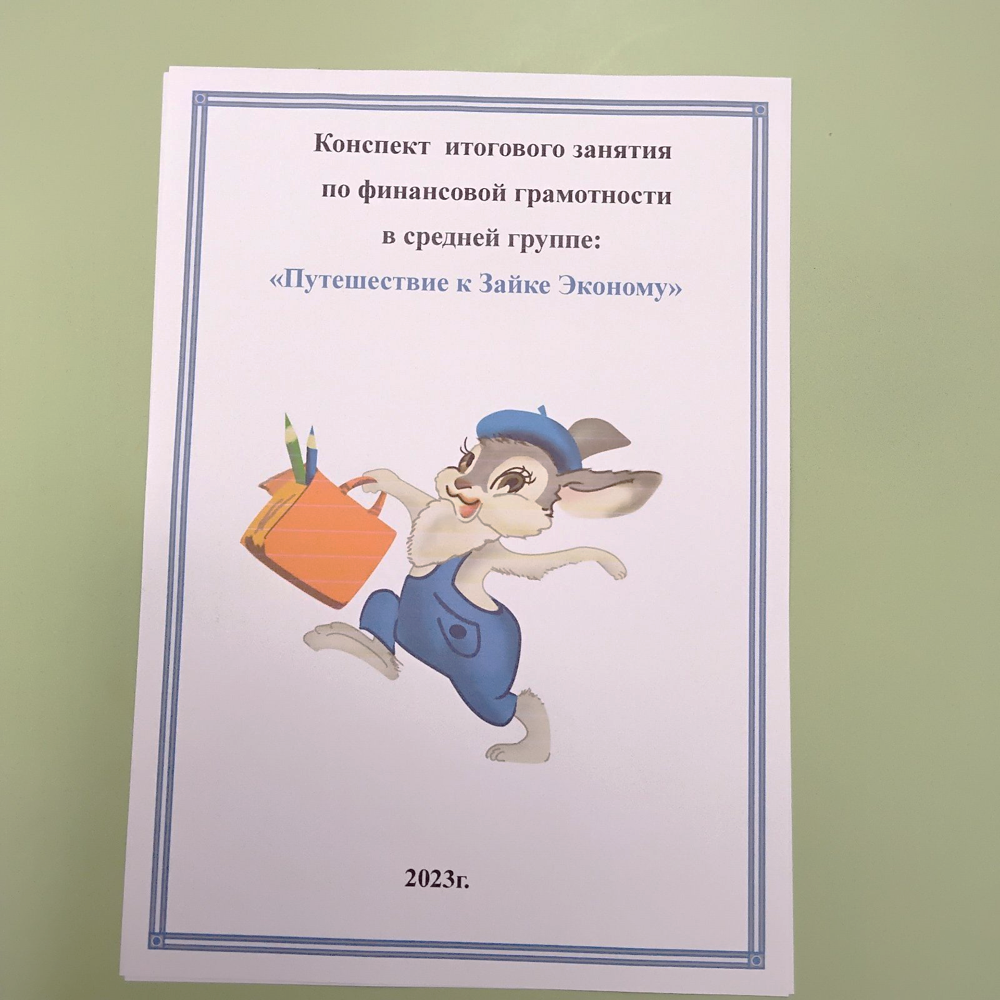 Конспект итогового занятия
по финансовой грамотности
в средней группе:
«Путешествие к Зайке Эконому»
2023г.